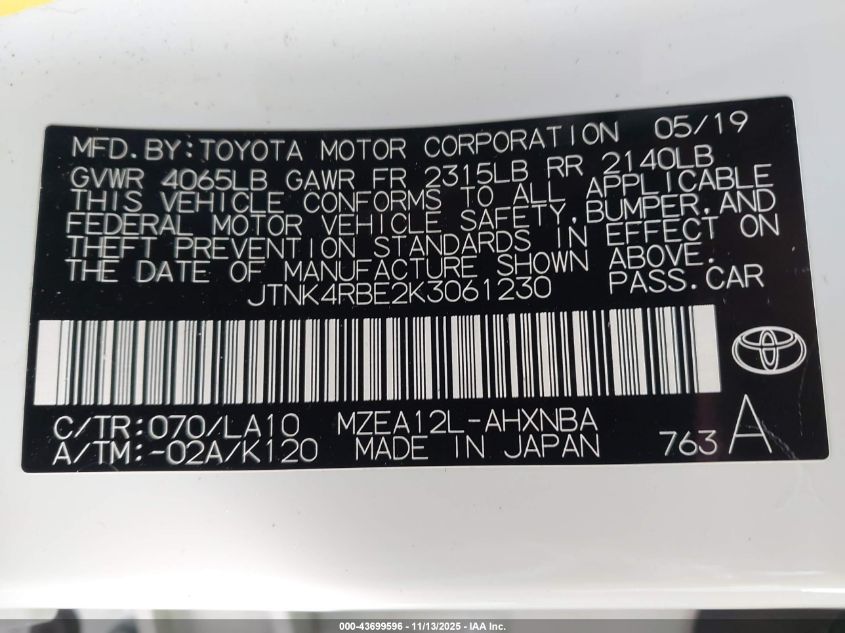 MFD.BY:TOYOTA MOTOR CORPORATION 05/19
GVWR 4065LB GAWR FR 2315LB RR 2140LB
THIS VEHICLE CONFORMS TO ALL APPLICABLE
FEDERAL MOTOR VEHICLE SAFETY,BUMPER,AND
THEFT PREVENTION STANDARDS IN EFFECT ON
THE DATE OF MANUFACTURE SHOWN ABOVE.
JTNK4RBE2K3061230 PASS.CAR
C/TR:070/LA10 MZEA12L-AHXNBA
A/TM:-02A/K120 MADE IN JAPAN 763 A
000-43699596 - 11/13/2025 - IAA Inc.